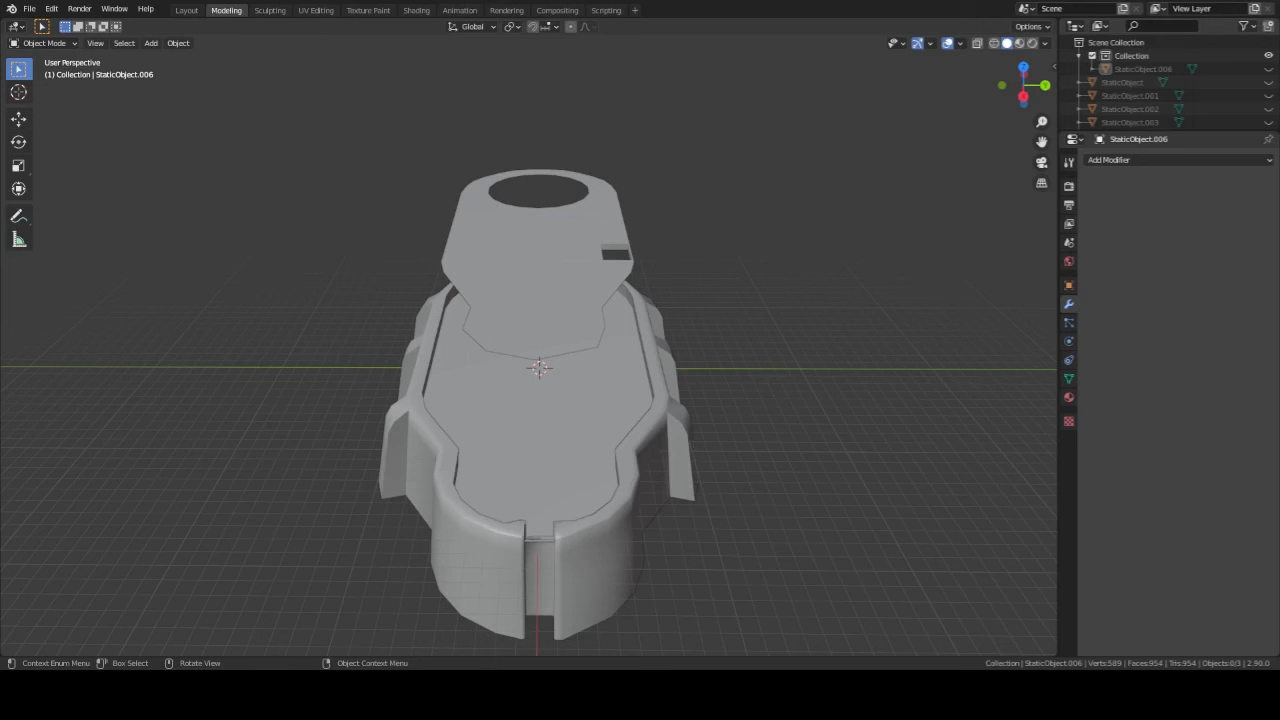 File Edit Render Window Help Layout Modeling Sculpting UV Editing Texture Paint Shading Animation Rendering Compositing Scripting + Scene View Layer
Global Options
Object Mode View Select Add Object
User Perspective
(1) Collection | StaticObject.006
Scene Collection
Collection
StaticObject.006
StaticObject
StaticObject.001
StaticObject.002
StaticObject.003
StaticObject.006
Add Modifier
Z
Y
Context Enum Menu Box Select Rotate View Object Context Menu Collection | StaticObject.006 | Verts:589 | Faces:954 | Tris:954 | Objects:0/3 | 2.90.0